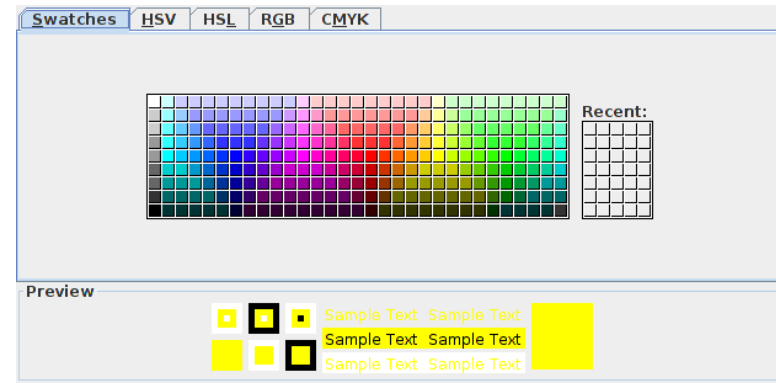 Swatches HSV HSL RGB CMYK
Recent:
Preview
Sample Text Sample Text
Sample Text Sample Text
Sample Text Sample Text